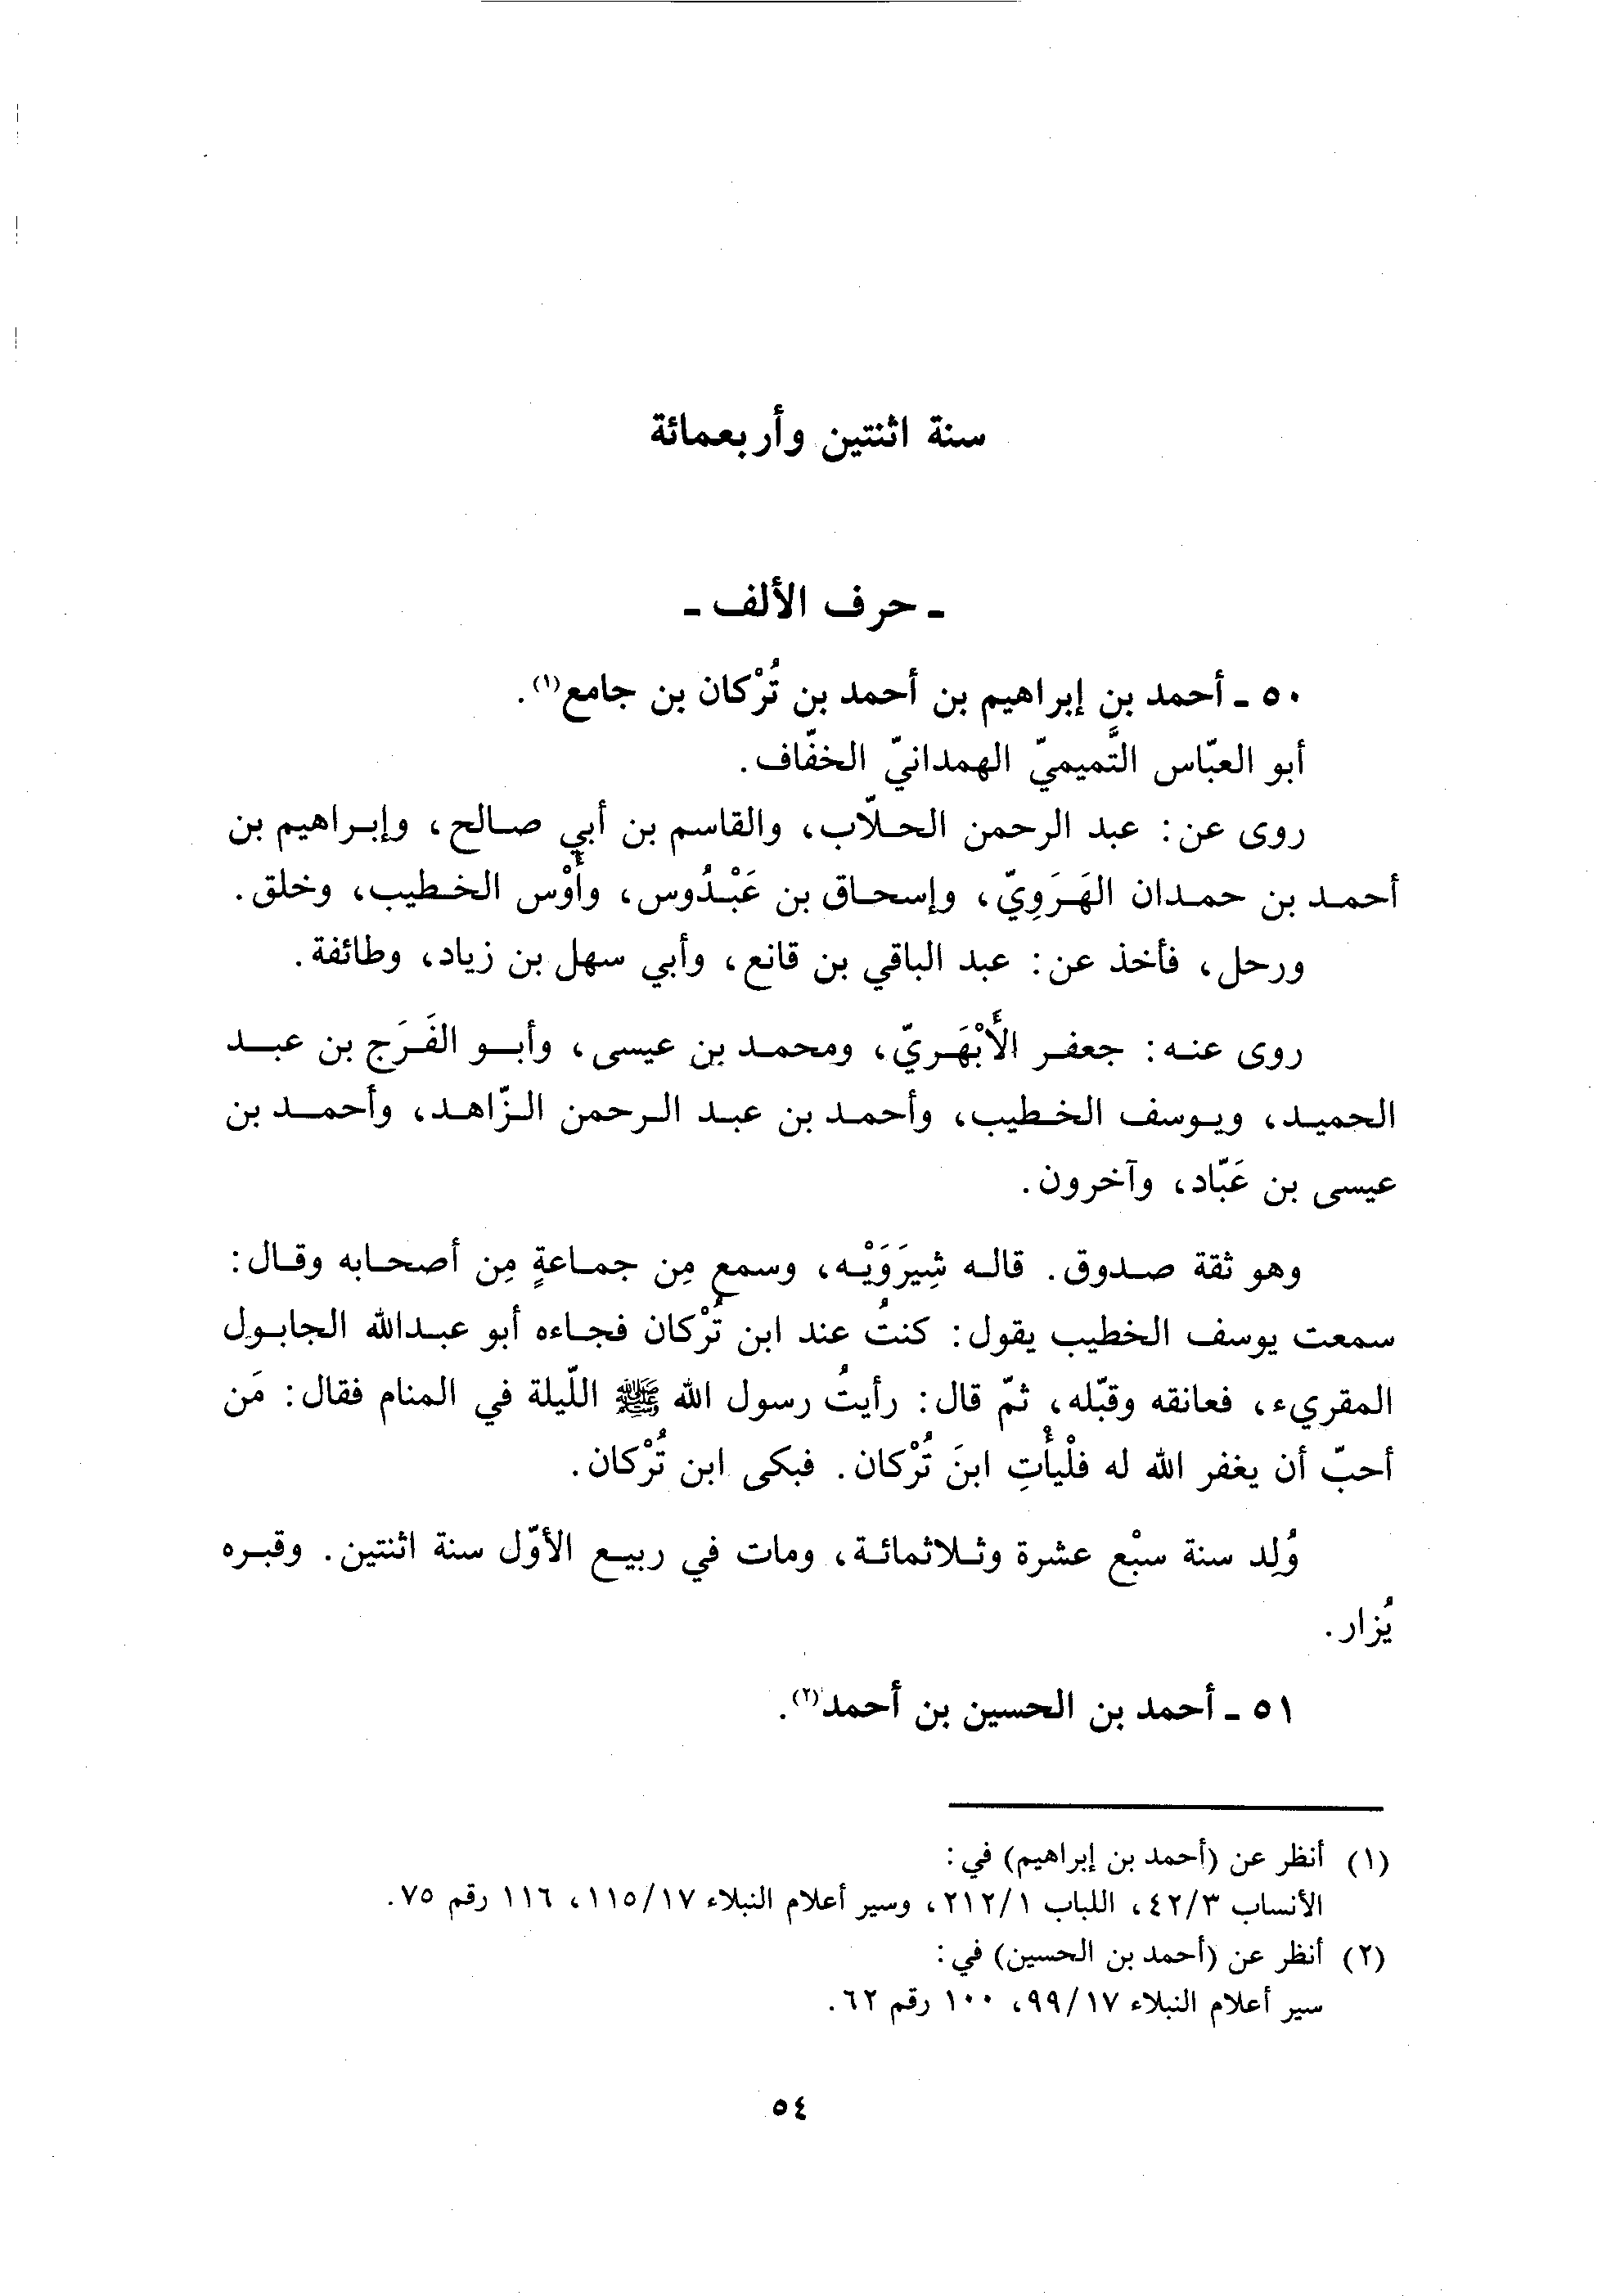 سنة اثنتين وأربعمائة
ـ حرف الألف ـ
٥٠ ـ أحمد بن إبراهيم بن أحمد بن تُرْكان بن جامع(١).
أبو العبّاس التَّميميّ الهمدانيّ الخفّاف.
روى عن: عبد الرحمن الحلّاب، والقاسم بن أبي صالح، وإبراهيم بن
أحمد بن حمدان الهَرَوِيّ، وإسحاق بن عَبْدُوس، وأَوْس الخطيب، وخلق.
ورحل، فأخذ عن: عبد الباقي بن قانع، وأبي سهل بن زياد، وطائفة.
روى عنه: جعفر الأَبْهَريّ، ومحمد بن عيسى، وأبو الفَرَج بن عبد
الحميد، ويوسف الخطيب، وأحمد بن عبد الرحمن الزّاهد، وأحمد بن
عيسى بن عَبّاد، وآخرون.
وهو ثقة صدوق. قاله شِيرَوَيْه، وسمع مِن جماعةٍ مِن أصحابه وقال:
سمعت يوسف الخطيب يقول: كنتُ عند ابن تُرْكان فجاءه أبو عبدالله الجابول
المقريء، فعانقه وقبّله، ثمّ قال: رأيتُ رسول الله ﷺ اللّيلة في المنام فقال: مَن
أحبّ أن يغفر الله له فلْيأْتِ ابنَ تُرْكان. فبكى ابن تُرْكان.
وُلِد سنة سبْع عشرة وثلاثمائة، ومات في ربيع الأوّل سنة اثنتين. وقبره
يُزار.
٥١ ـ أحمد بن الحسين بن أحمد(٢).
(١) أنظر عن (أحمد بن إبراهيم) في:
الأنساب ٤٢/٣، اللباب ٢١٢/١، وسير أعلام النبلاء ١١٥/١٧، ١١٦ رقم ٧٥.
(٢) أنظر عن (أحمد بن الحسين) في:
سير أعلام النبلاء ٩٩/١٧، ١٠٠ رقم ٦٢.
٥٤